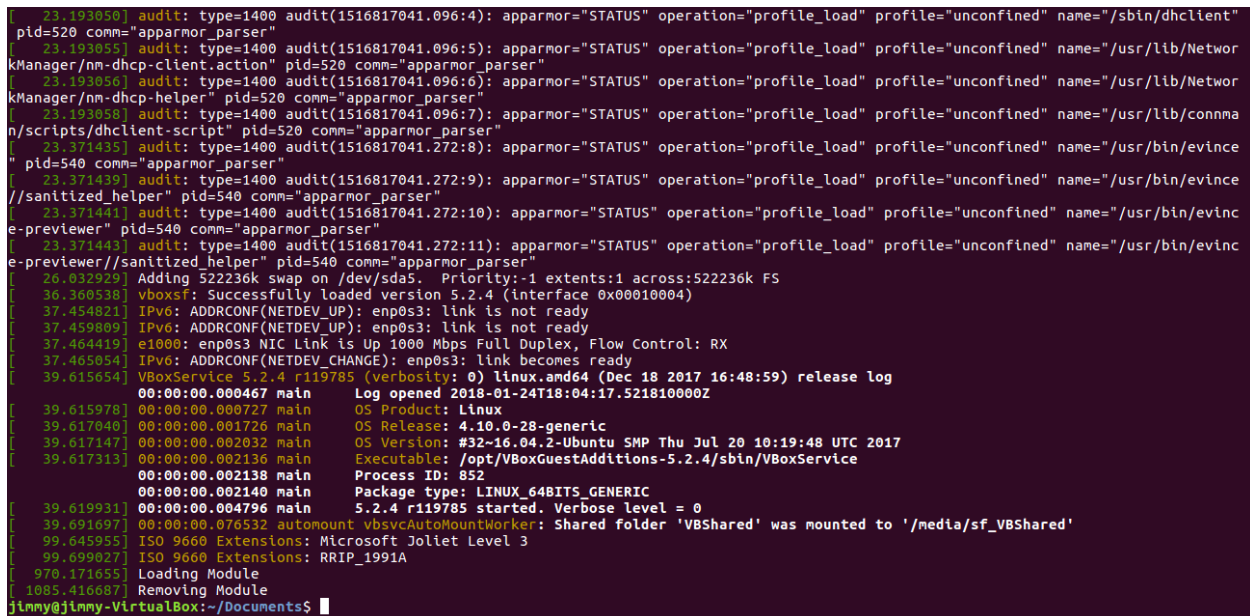 [   23.193050] audit: type=1400 audit(1516817041.096:4): apparmor="STATUS" operation="profile_load" profile="unconfined" name="/sbin/dhclient"
 pid=520 comm="apparmor_parser"
[   23.193055] audit: type=1400 audit(1516817041.096:5): apparmor="STATUS" operation="profile_load" profile="unconfined" name="/usr/lib/Networ
kManager/nm-dhcp-client.action" pid=520 comm="apparmor_parser"
[   23.193056] audit: type=1400 audit(1516817041.096:6): apparmor="STATUS" operation="profile_load" profile="unconfined" name="/usr/lib/Networ
kManager/nm-dhcp-helper" pid=520 comm="apparmor_parser"
[   23.193058] audit: type=1400 audit(1516817041.096:7): apparmor="STATUS" operation="profile_load" profile="unconfined" name="/usr/lib/connma
n/scripts/dhclient-script" pid=520 comm="apparmor_parser"
[   23.371435] audit: type=1400 audit(1516817041.272:8): apparmor="STATUS" operation="profile_load" profile="unconfined" name="/usr/bin/evince
" pid=540 comm="apparmor_parser"
[   23.371439] audit: type=1400 audit(1516817041.272:9): apparmor="STATUS" operation="profile_load" profile="unconfined" name="/usr/bin/evince
//sanitized_helper" pid=540 comm="apparmor_parser"
[   23.371441] audit: type=1400 audit(1516817041.272:10): apparmor="STATUS" operation="profile_load" profile="unconfined" name="/usr/bin/evinc
e-previewer" pid=540 comm="apparmor_parser"
[   23.371443] audit: type=1400 audit(1516817041.272:11): apparmor="STATUS" operation="profile_load" profile="unconfined" name="/usr/bin/evinc
e-previewer//sanitized_helper" pid=540 comm="apparmor_parser"
[   26.032929] Adding 522236k swap on /dev/sda5.  Priority:-1 extents:1 across:522236k FS
[   36.360538] vboxsf: Successfully loaded version 5.2.4 (interface 0x00010004)
[   37.454821] IPv6: ADDRCONF(NETDEV_UP): enp0s3: link is not ready
[   37.459809] IPv6: ADDRCONF(NETDEV_UP): enp0s3: link is not ready
[   37.464419] e1000: enp0s3 NIC Link is Up 1000 Mbps Full Duplex, Flow Control: RX
[   37.465054] IPv6: ADDRCONF(NETDEV_CHANGE): enp0s3: link becomes ready
[   39.615654] VBoxService 5.2.4 r119785 (verbosity: 0) linux.amd64 (Dec 18 2017 16:48:59) release log
               00:00:00.000467 main     Log opened 2018-01-24T18:04:17.521810000Z
[   39.615978] 00:00:00.000727 main     OS Product: Linux
[   39.617040] 00:00:00.001726 main     OS Release: 4.10.0-28-generic
[   39.617147] 00:00:00.002032 main     OS Version: #32~16.04.2-Ubuntu SMP Thu Jul 20 10:19:48 UTC 2017
[   39.617313] 00:00:00.002136 main     Executable: /opt/VBoxGuestAdditions-5.2.4/sbin/VBoxService
               00:00:00.002138 main     Process ID: 852
               00:00:00.002140 main     Package type: LINUX_64BITS_GENERIC
[   39.619931] 00:00:00.004796 main     5.2.4 r119785 started. Verbose level = 0
[   39.691697] 00:00:00.076532 automount vbsvcAutoMountWorker: Shared folder 'VBShared' was mounted to '/media/sf_VBShared'
[   99.645955] ISO 9660 Extensions: Microsoft Joliet Level 3
[   99.699027] ISO 9660 Extensions: RRIP_1991A
[  970.171655] Loading Module
[ 1085.416687] Removing Module
jimmy@jimmy-VirtualBox:~/Documents$